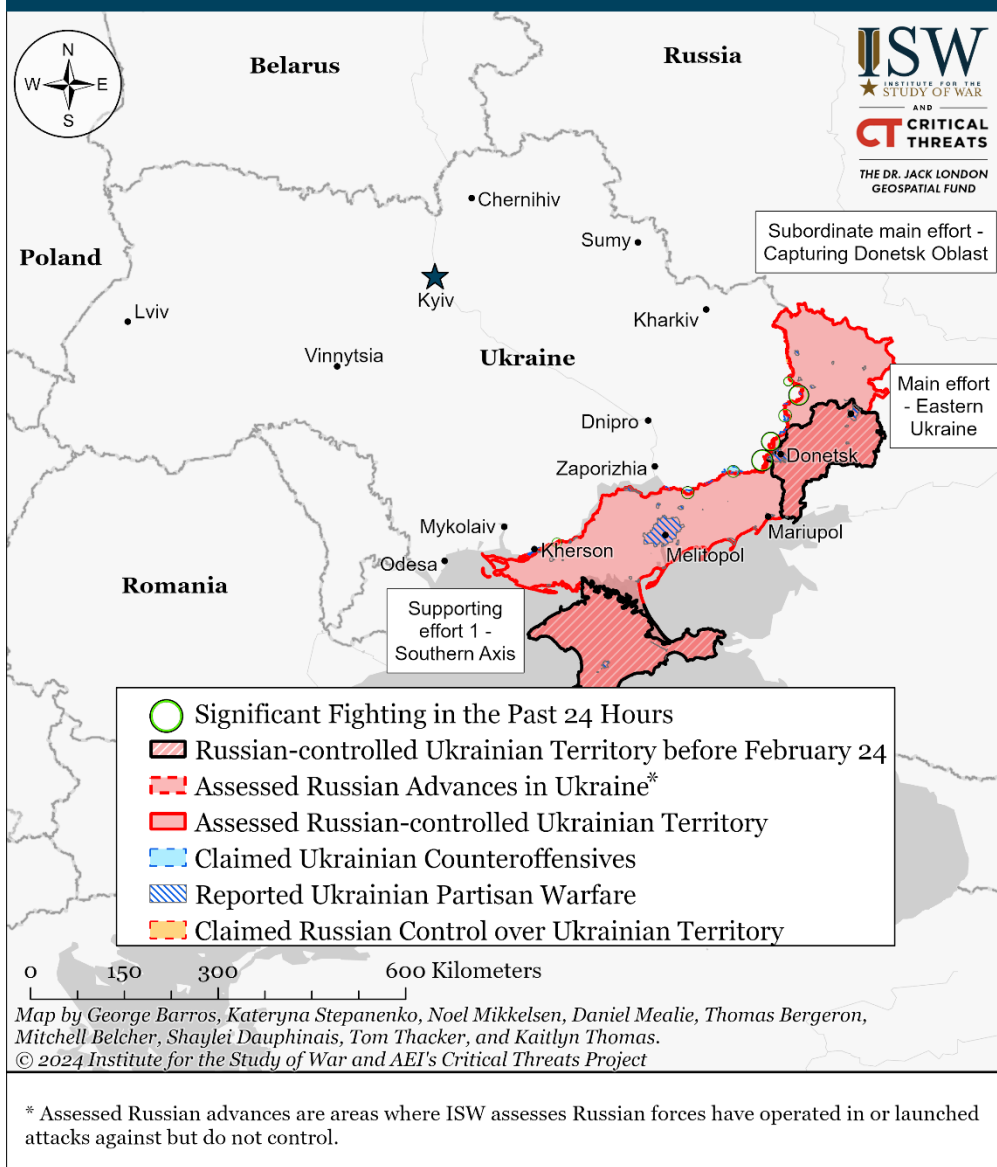 N
W
E
S
Belarus
Russia
ISW
INSTITUTE FOR THE
STUDY OF WAR
AND
CT CRITICAL
THREATS
THE DR. JACK LONDON
GEOSPATIAL FUND
Chernihiv
Sumy
Subordinate main effort -
Capturing Donetsk Oblast
Poland
Kyiv
Lviv
Kharkiv
Vinnytsia
Ukraine
Main effort
- Eastern
Ukraine
Dnipro
Donetsk
Zaporizhia
Mykolaiv
Mariupol
Kherson
Melitopol
Odesa
Romania
Supporting
effort 1 -
Southern Axis
Significant Fighting in the Past 24 Hours
Russian-controlled Ukrainian Territory before February 24
Assessed Russian Advances in Ukraine*
Assessed Russian-controlled Ukrainian Territory
Claimed Ukrainian Counteroffensives
Reported Ukrainian Partisan Warfare
Claimed Russian Control over Ukrainian Territory
0 150 300 600 Kilometers
Map by George Barros, Kateryna Stepanenko, Noel Mikkelsen, Daniel Mealie, Thomas Bergeron,
Mitchell Belcher, Shaylei Dauphinais, Tom Thacker, and Kaitlyn Thomas.
© 2024 Institute for the Study of War and AEI's Critical Threats Project
* Assessed Russian advances are areas where ISW assesses Russian forces have operated in or launched
attacks against but do not control.